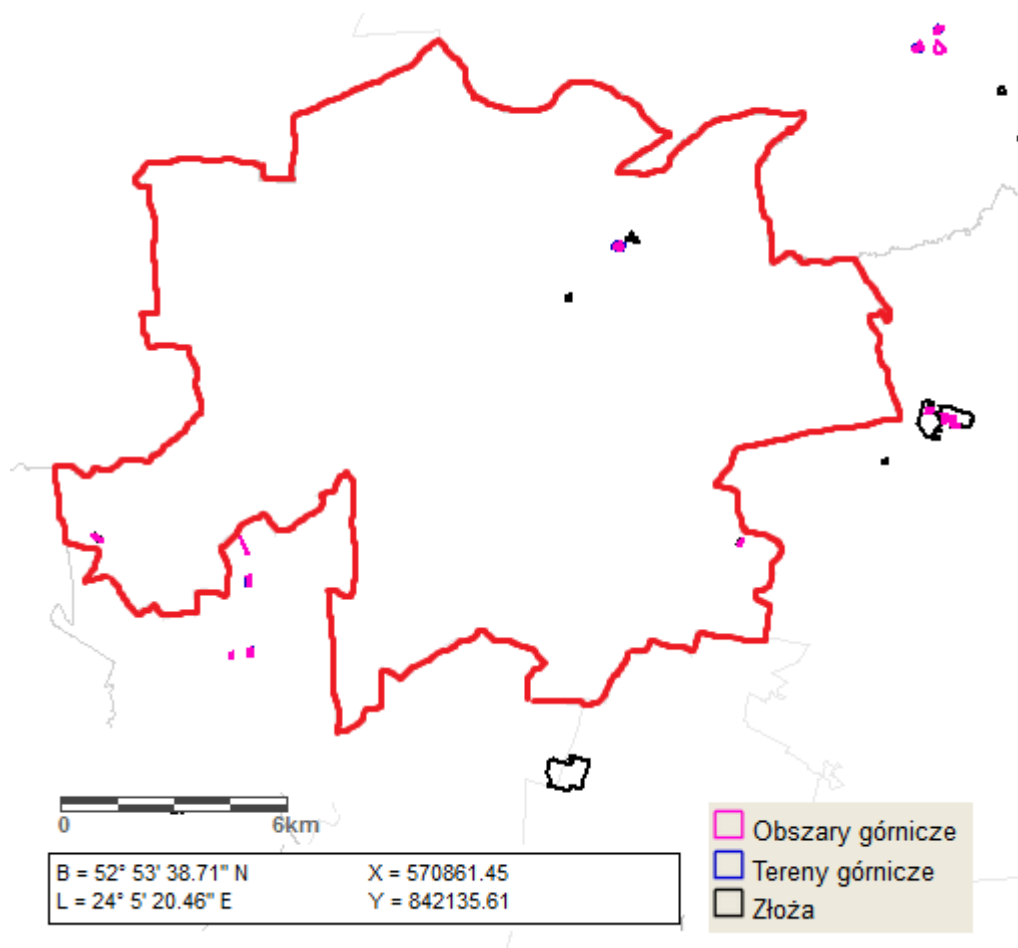 0 6km
B = 52° 53' 38.71" N X = 570861.45
L = 24° 5' 20.46" E Y = 842135.61
Obszary górnicze
Tereny górnicze
Złoża